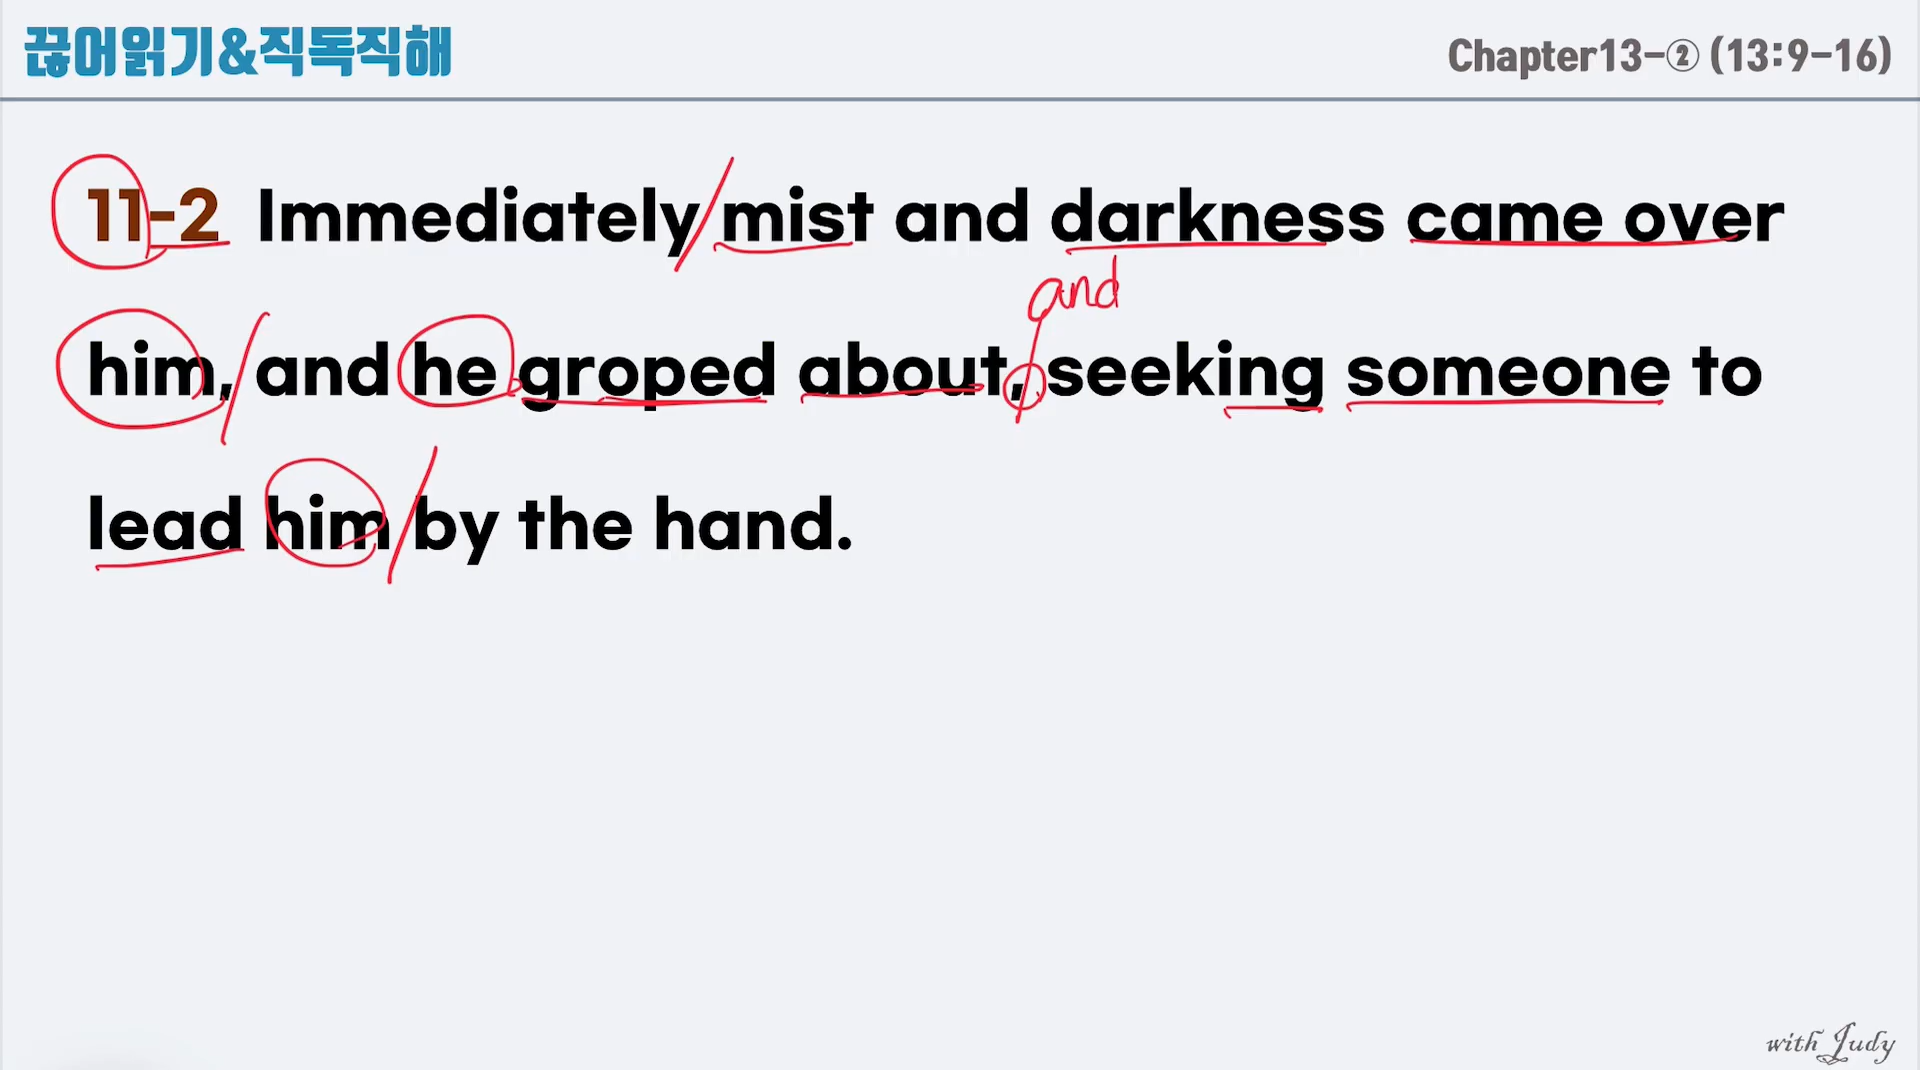 끊어읽기&직독직해
Chapter13-② (13:9-16)
11-2 Immediately mist and darkness came over
and
him, and he groped about, seeking someone to
lead him by the hand.
with Judy